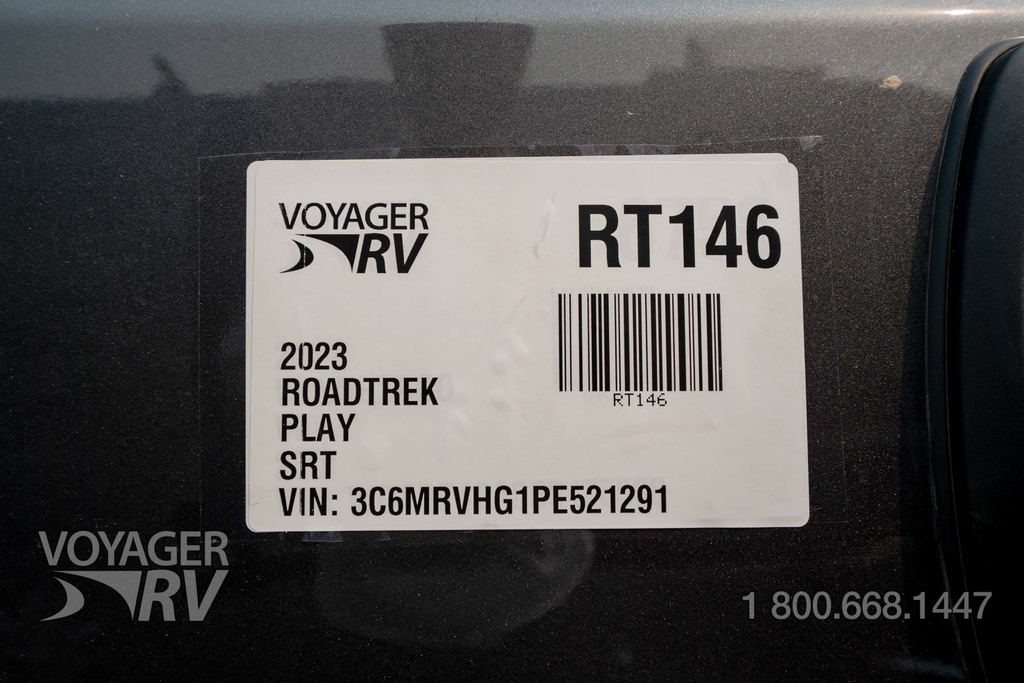 VOYAGER
RV
RT146
RT146
2023
ROADTREK
PLAY
SRT
VIN: 3C6MRVHG1PE521291
VOYAGER
RV
1 800.668.1447